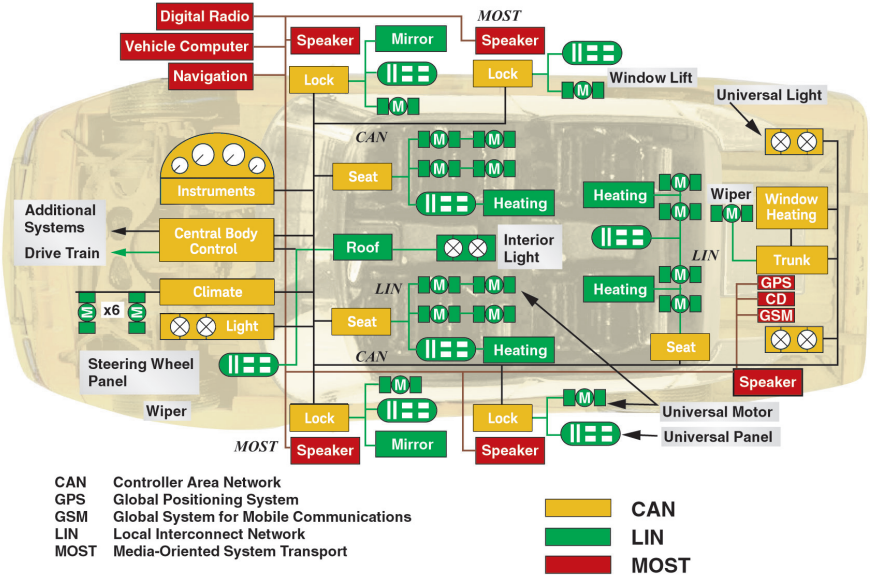 Digital Radio
MOST
Vehicle Computer
Speaker
Mirror
Speaker
Navigation
Lock
Lock
Window Lift
M
M
Universal Light
CAN
M
M
Instruments
Seat
M
M
Heating
Heating
M
M
Wiper
M
Window
Heating
Additional
Systems
Drive Train
Central Body
Control
Roof
Interior
Light
LIN
Trunk
Climate
LIN
M
M
Heating
M
M
GPS
CD
GSM
M
x6
M
Light
Seat
M
M
CAN
Heating
Seat
Steering Wheel
Panel
Speaker
Wiper
M
M
Lock
Lock
Universal Motor
MOST
Speaker
Mirror
Speaker
Universal Panel
CAN Controller Area Network
GPS Global Positioning System
GSM Global System for Mobile Communications
LIN Local Interconnect Network
MOST Media-Oriented System Transport
CAN
LIN
MOST